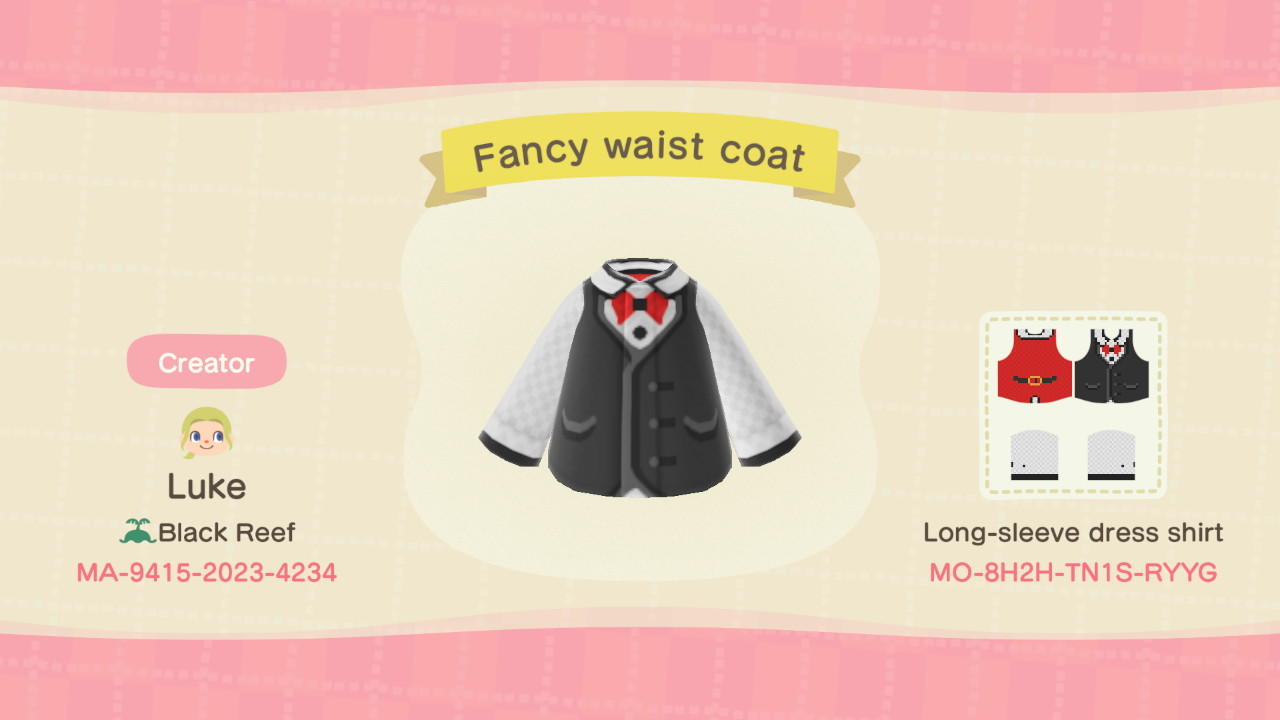 Fancy waist coat
Creator
Luke
Black Reef
MA-9415-2023-4234
Long-sleeve dress shirt
MO-8H2H-TN1S-RYYG